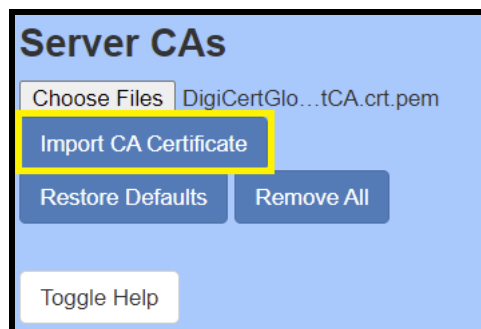 Server CAs
Choose Files DigiCertGlo…tCA.crt.pem
Import CA Certificate
Restore Defaults Remove All
Toggle Help